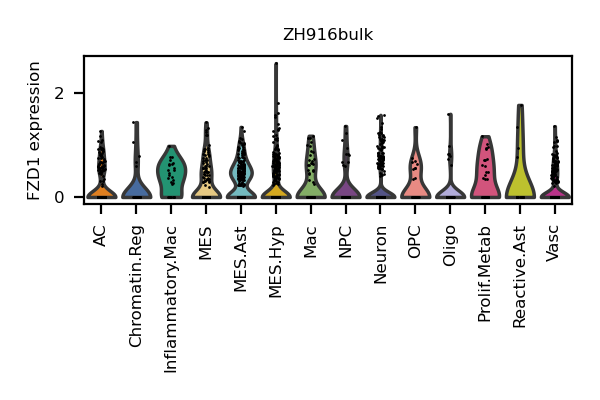 ZH916bulk
FZD1 expression
2
0
AC
Chromatin.Reg
Inflammatory.Mac
MES
MES.Ast
MES.Hyp
Mac
NPC
Neuron
OPC
Oligo
Prolif.Metab
Reactive.Ast
Vasc